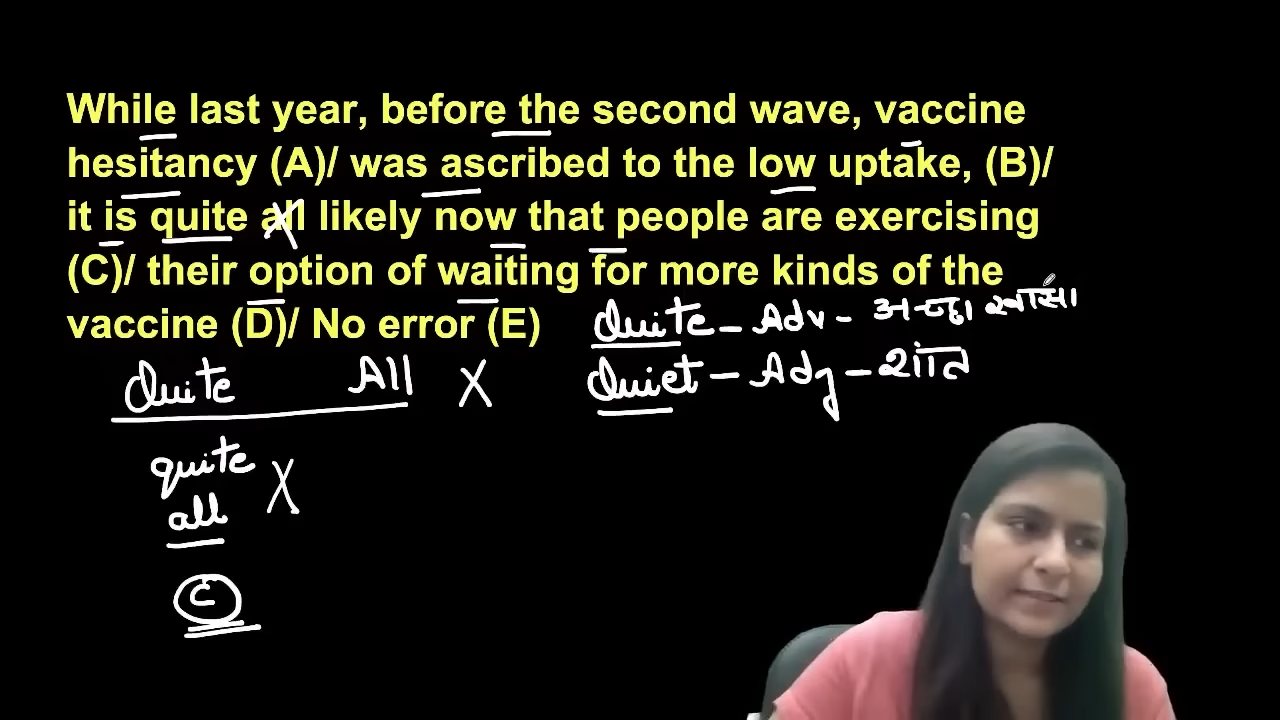 While last year, before the second wave, vaccine
hesitancy (A)/ was ascribed to the low uptake, (B)/
it is quite all likely now that people are exercising
(C)/ their option of waiting for more kinds of the
vaccine (D)/ No error (E)
Quite - Adv - अच्छा खासा
Quiet - Adj - शांत
Quite All X
quite X
all
C